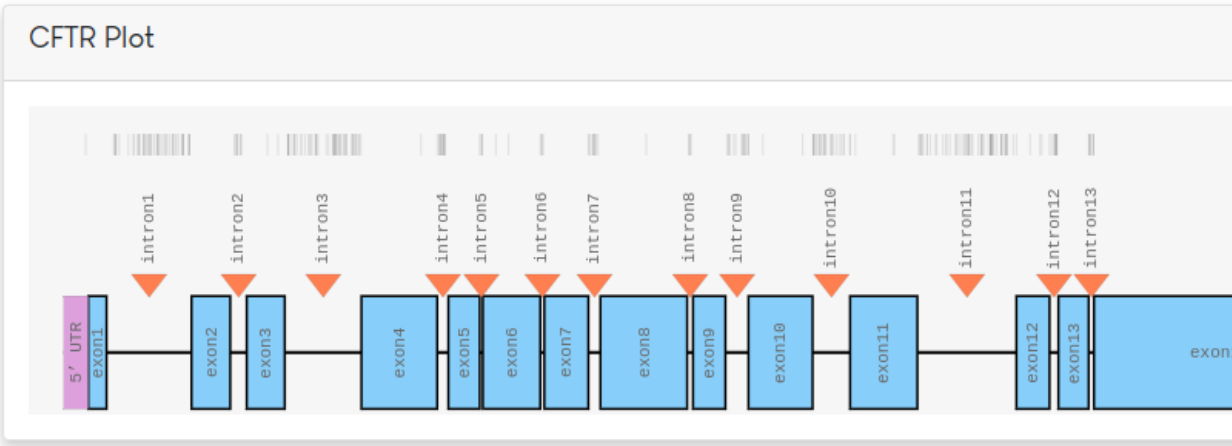 CFTR Plot
intron1
intron2
intron3
intron4
intron5
intron6
intron7
intron8
intron9
intron10
intron11
intron12
intron13
5' UTR
exon1
exon2
exon3
exon4
exon5
exon6
exon7
exon8
exon9
exon10
exon11
exon12
exon13
exon